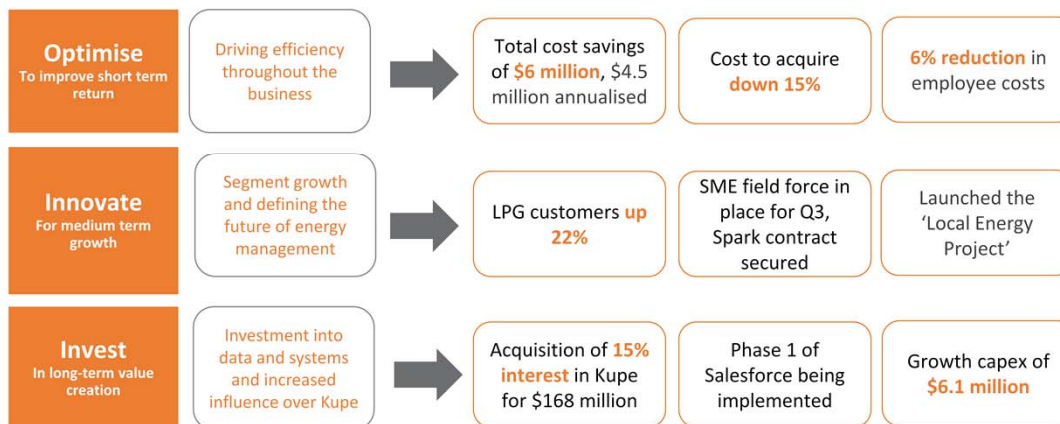 Optimise
To improve short term
return
Driving efficiency
throughout the
business
Total cost savings
of $6 million, $4.5
million annualised
Cost to acquire
down 15%
6% reduction in
employee costs
Innovate
For medium term
growth
Segment growth
and defining the
future of energy
management
LPG customers up
22%
SME field force in
place for Q3,
Spark contract
secured
Launched the
‘Local Energy
Project’
Invest
In long-term value
creation
Investment into
data and systems
and increased
influence over Kupe
Acquisition of 15%
interest in Kupe
for $168 million
Phase 1 of
Salesforce being
implemented
Growth capex of
$6.1 million